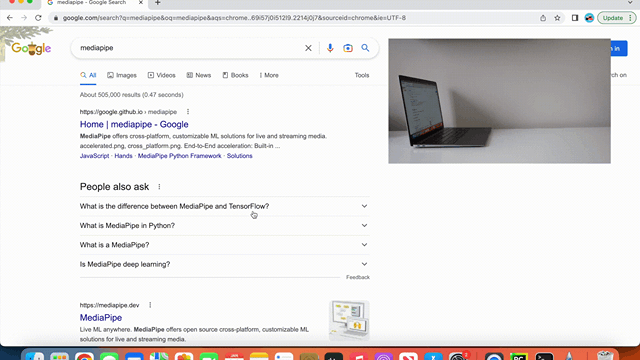 mediapipe - Google Search
google.com/search?q=mediapipe&oq=mediapipe&aqs=chrome..69i57j0i512l9.2214j0j7&sourceid=chrome&ie=UTF-8
Update
Google
mediapipe
in
All
Images
Videos
News
Books
More
Tools
ch on
About 505,000 results (0.47 seconds)
https://google.github.io › mediapipe
Home | mediapipe - Google
MediaPipe offers cross-platform, customizable ML solutions for live and streaming media.
accelerated.png, cross_platform.png. End-to-End acceleration: Built-in ...
JavaScript · Hands · MediaPipe Python Framework · Solutions
People also ask
What is the difference between MediaPipe and TensorFlow?
What is MediaPipe in Python?
What is a MediaPipe?
Is MediaPipe deep learning?
Feedback
https://mediapipe.dev
MediaPipe
Live ML anywhere. MediaPipe offers open source cross-platform, customizable
ML solutions for live and streaming media.